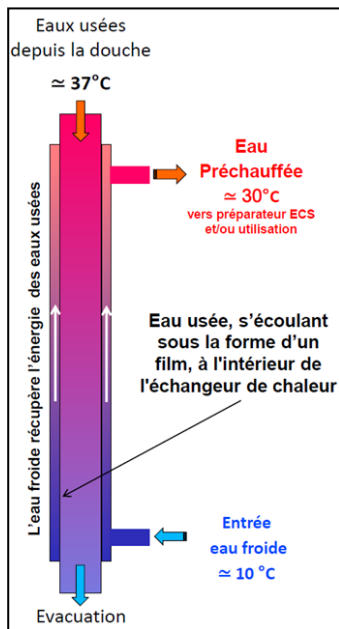 Eaux usées
depuis la douche
≃ 37°C
Eau
Préchauffée
≃ 30°C
vers préparateur ECS
et/ou utilisation
L'eau froide récupère l'énergie des eaux usées
Eau usée, s'écoulant
sous la forme d'un
film, à l'intérieur de
l'échangeur de chaleur
Entrée
eau froide
≃ 10 °C
Evacuation